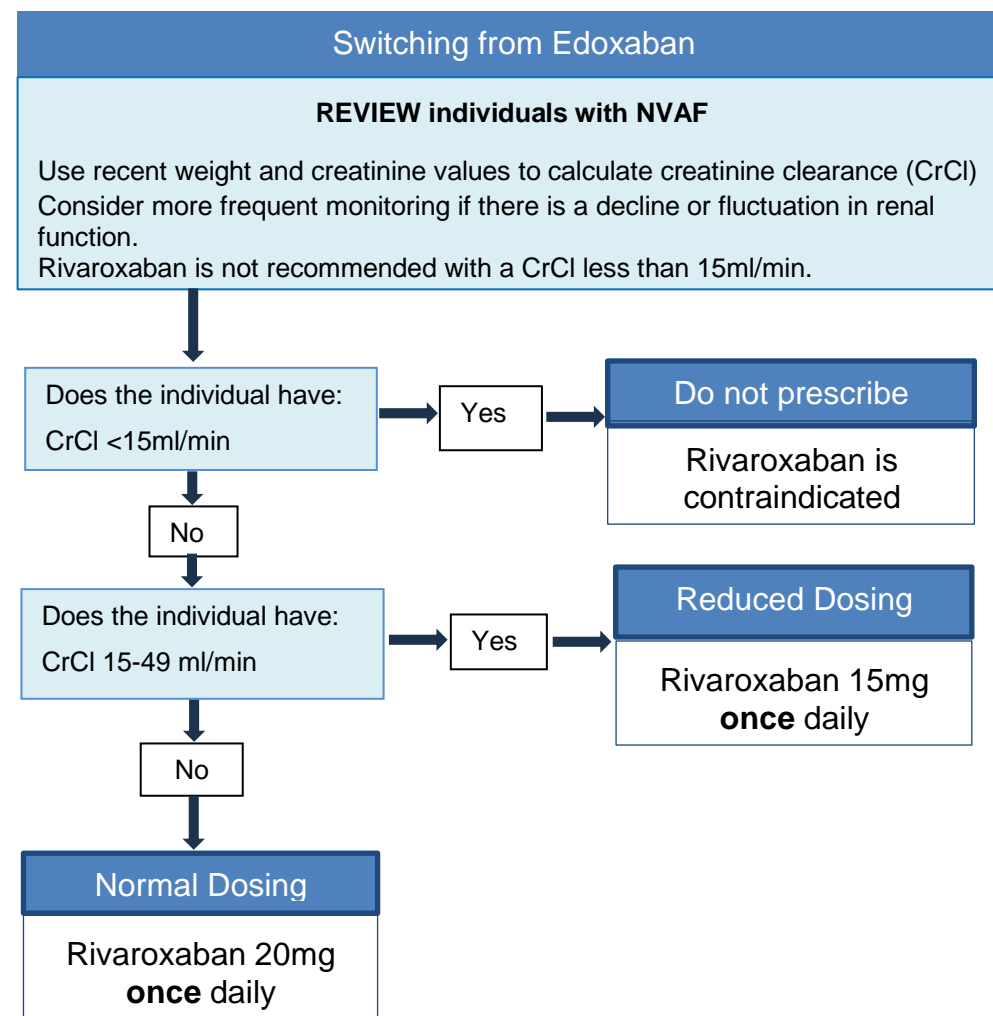 Switching from Edoxaban
REVIEW individuals with NVAF
Use recent weight and creatinine values to calculate creatinine clearance (CrCl)
Consider more frequent monitoring if there is a decline or fluctuation in renal
function.
Rivaroxaban is not recommended with a CrCl less than 15ml/min.
Does the individual have:
CrCl <15ml/min
Yes
Do not prescribe
Rivaroxaban is
contraindicated
No
Does the individual have:
CrCl 15-49 ml/min
Yes
Reduced Dosing
Rivaroxaban 15mg
once daily
No
Normal Dosing
Rivaroxaban 20mg
once daily